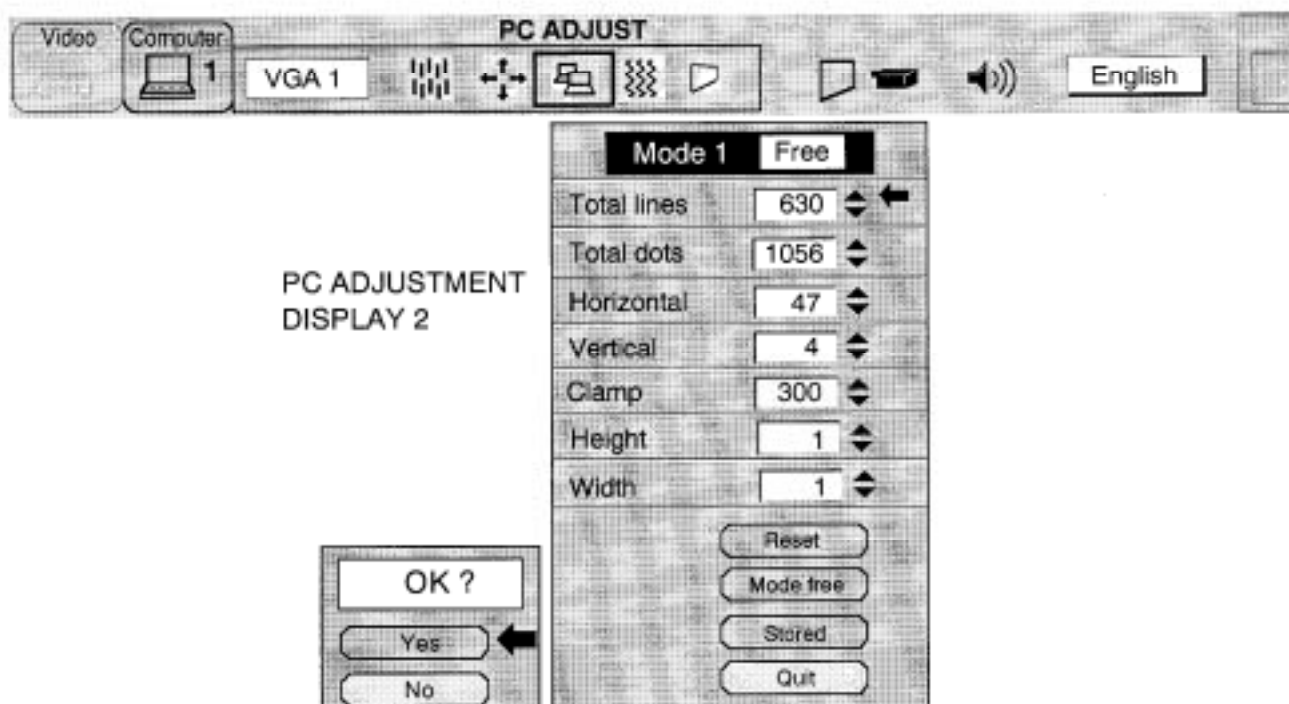 PC ADJUST
Video Computer
1 VGA 1 English
Mode 1 Free
Total lines 630
Total dots 1056
PC ADJUSTMENT
DISPLAY 2
Horizontal 47
Vertical 4
Clamp 300
Height 1
Width 1
Reset
Mode free
Stored
Quit
OK ?
Yes
No